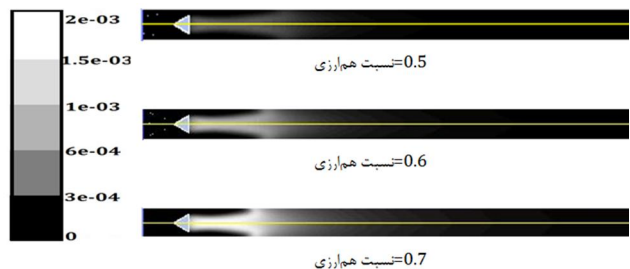 2e-03
1.5e-03
1e-03
6e-04
3e-04
0
نسبت هم‌ارزی=0.5
نسبت هم‌ارزی=0.6
نسبت هم‌ارزی=0.7